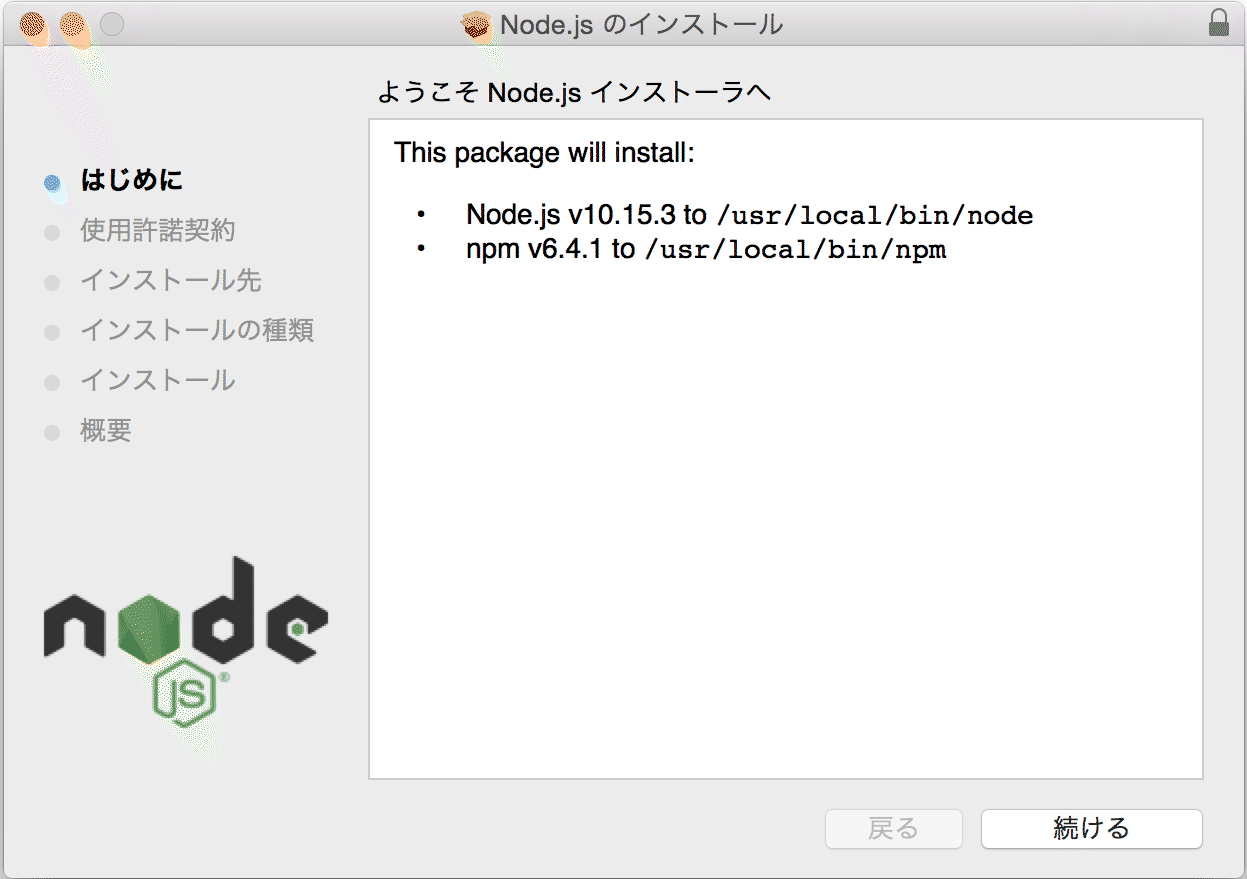 Node.js のインストール
ようこそ Node.js インストーラへ
はじめに
使用許諾契約
インストール先
インストールの種類
インストール
概要
This package will install:
• Node.js v10.15.3 to /usr/local/bin/node
• npm v6.4.1 to /usr/local/bin/npm
node
JS®
戻る
続ける